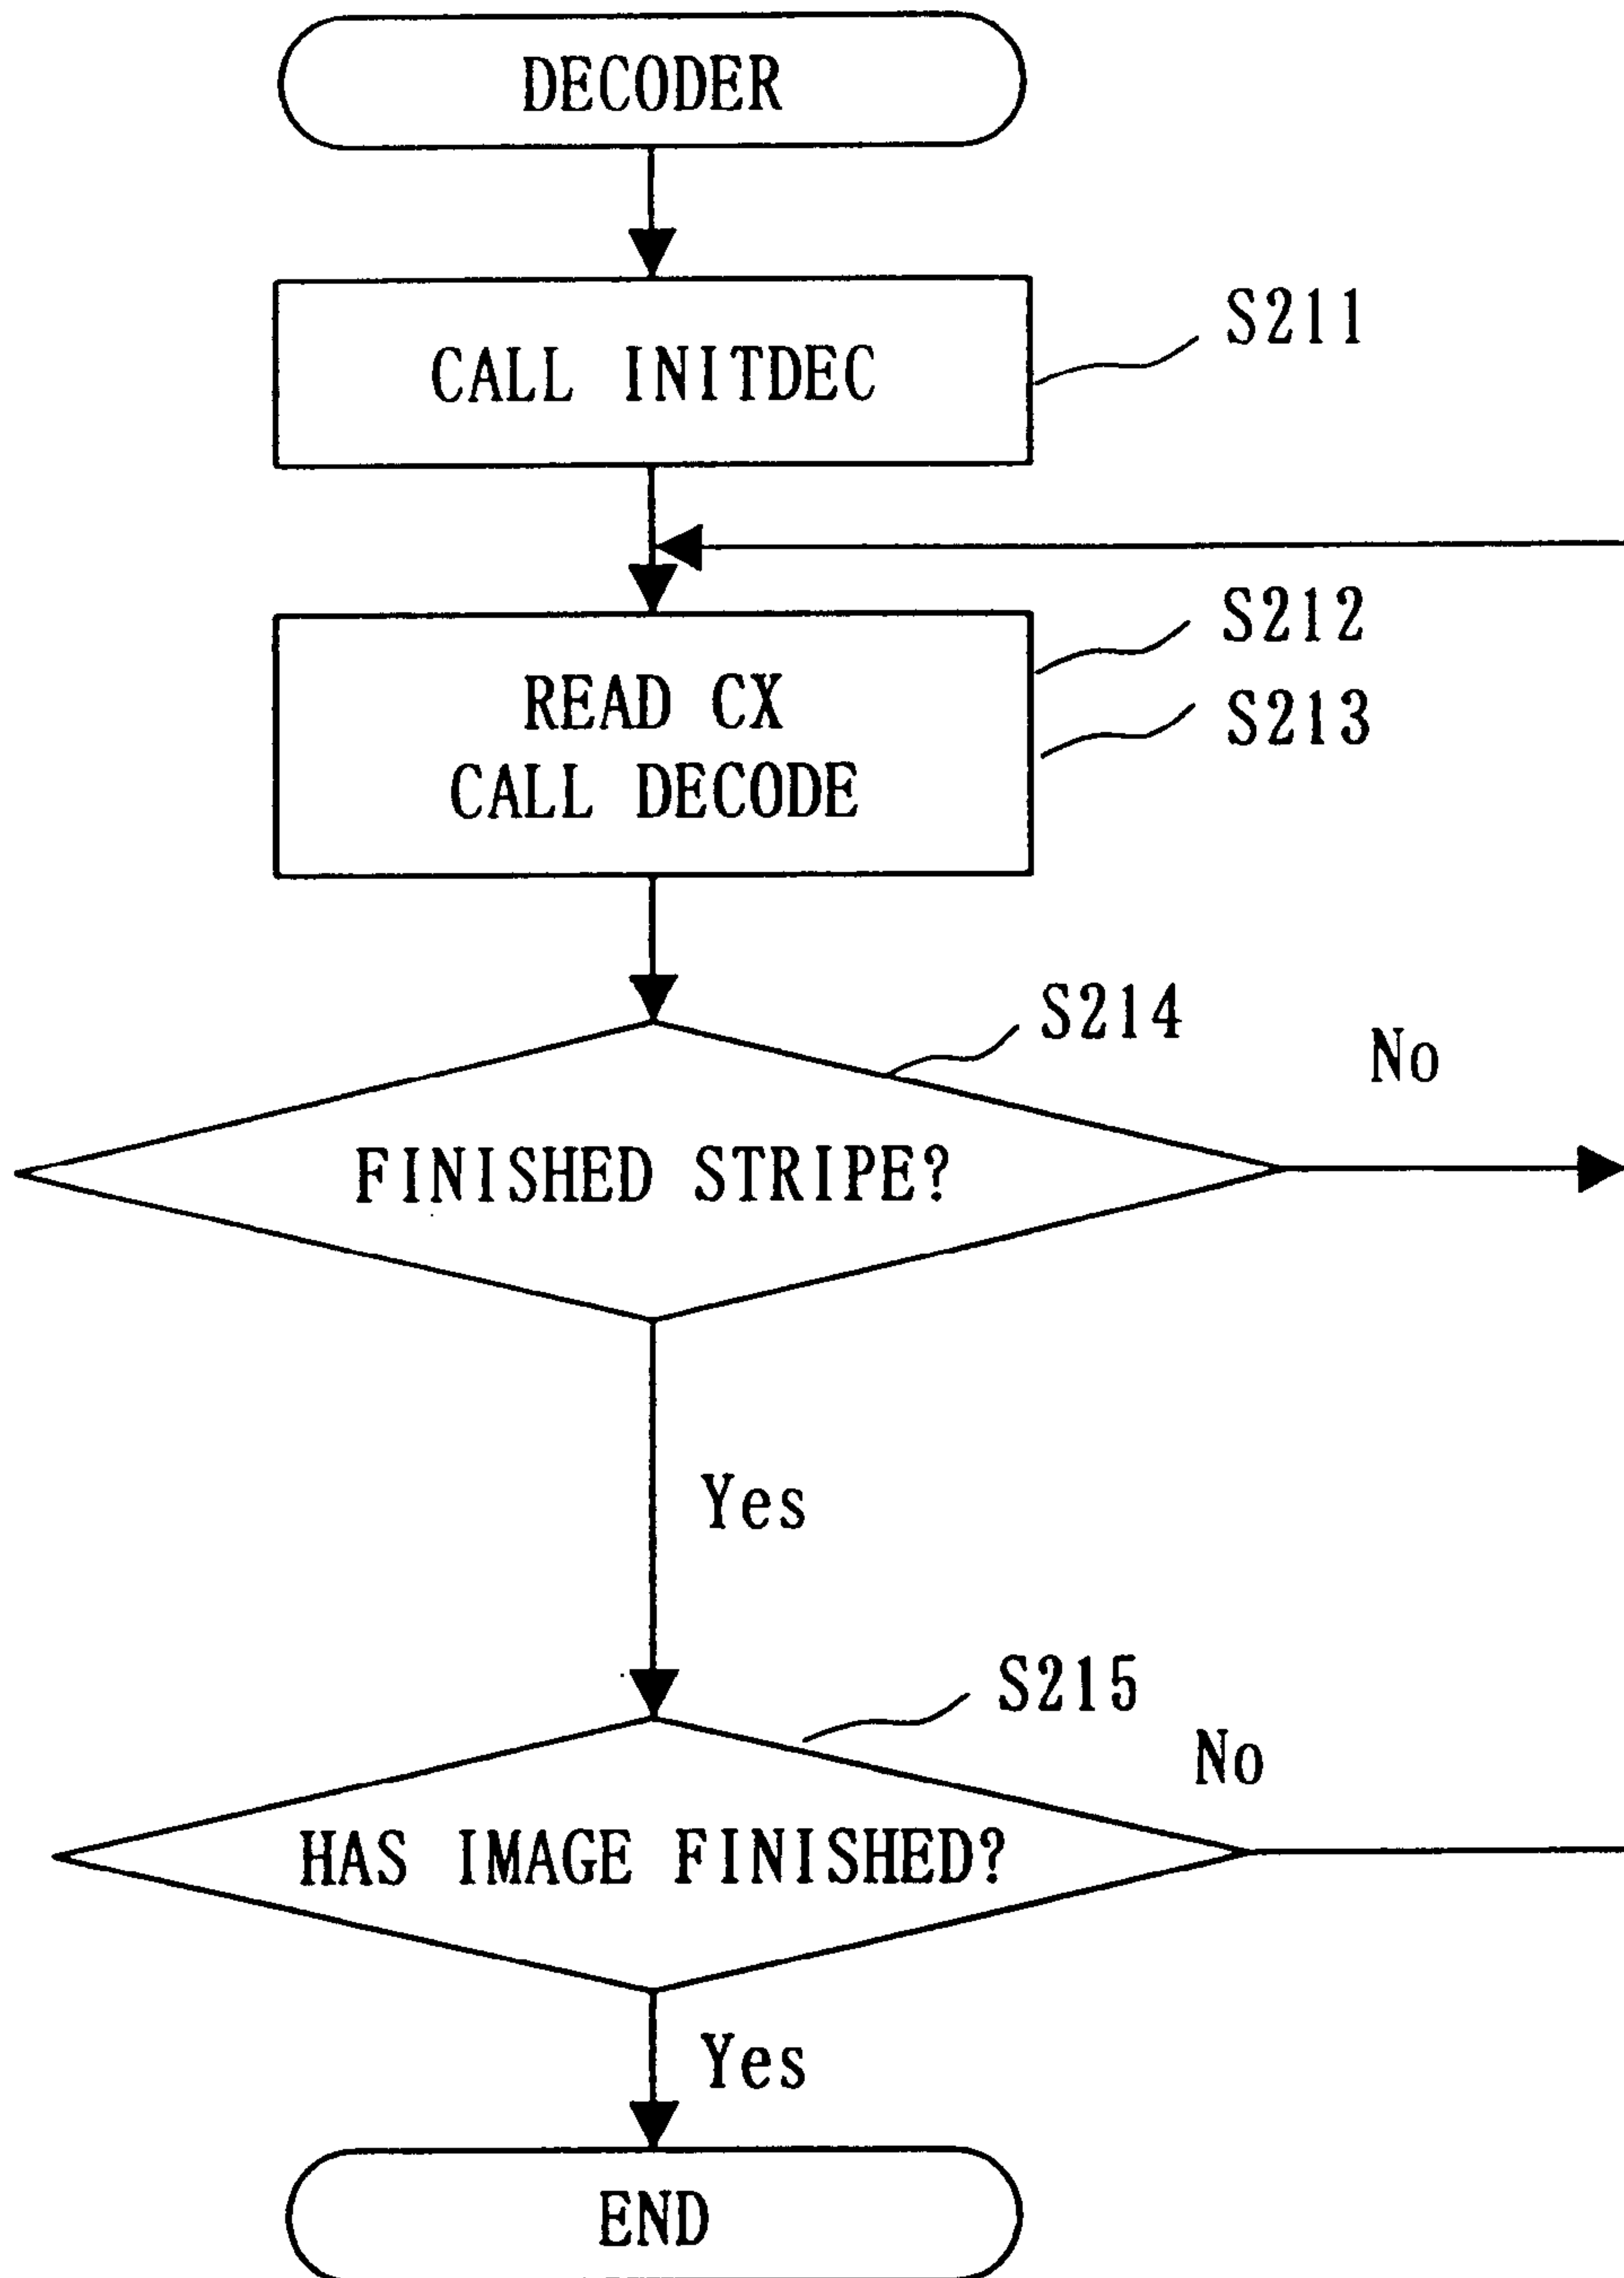 DECODER
CALL INITDEC
S211
READ CX
S212
CALL DECODE
S213
FINISHED STRIPE?
S214
No
Yes
HAS IMAGE FINISHED?
S215
No
Yes
END